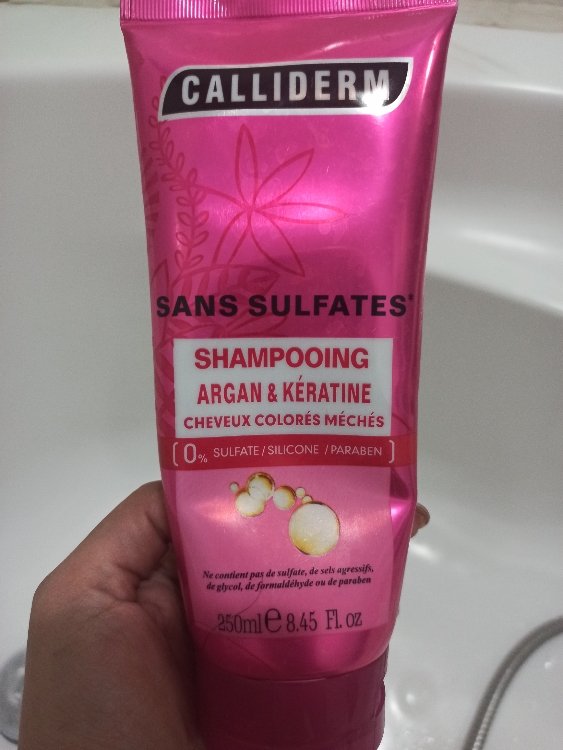 CALLIDERM
SANS SULFATES*
SHAMPOOING
ARGAN & KÉRATINE
CHEVEUX COLORÉS MÉCHÉS
[0% SULFATE / SILICONE / PARABEN]
Ne contient pas de sulfate, de sels agressifs,
de glycol, de formaldéhyde ou de paraben
250ml e 8,45 Fl. oz